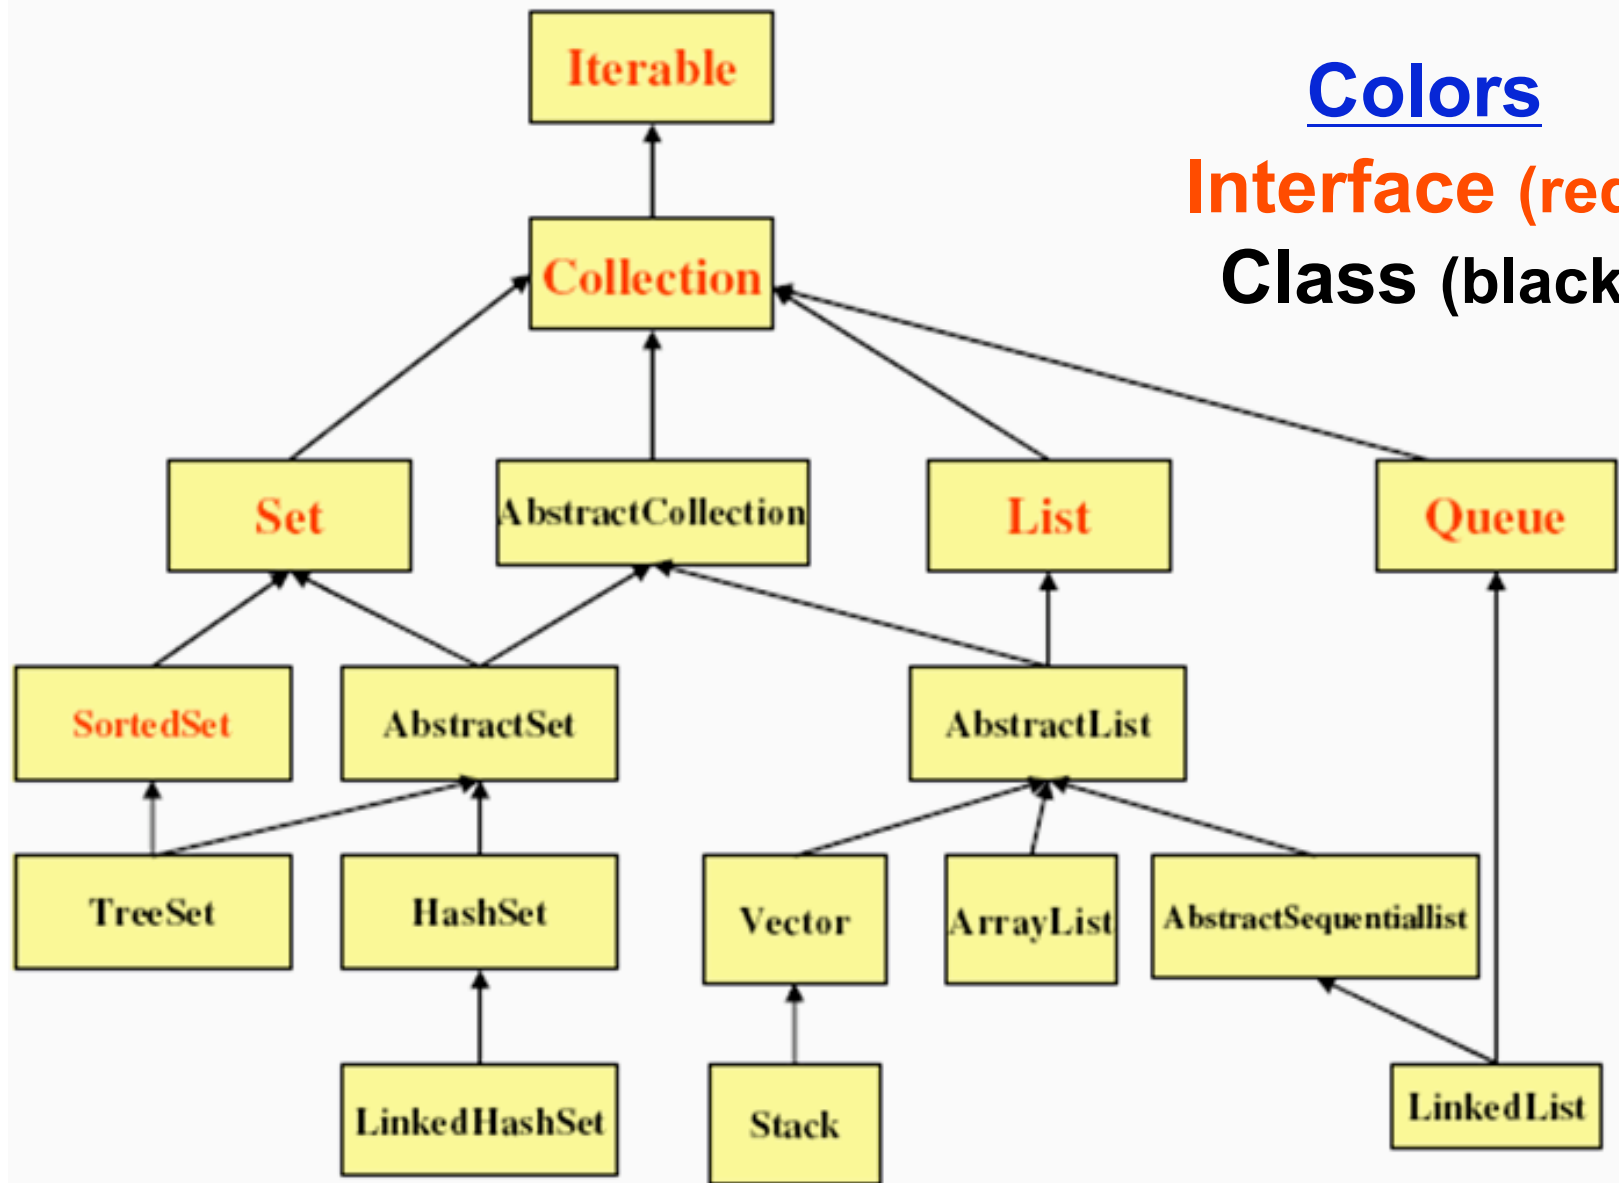 Iterable
Colors
Interface (red
Class (black
Collection
Set
AbstractCollection
List
Queue
SortedSet
AbstractSet
AbstractList
TreeSet
HashSet
Vector
ArrayList
AbstractSequentiallist
LinkedHashSet
Stack
LinkedList